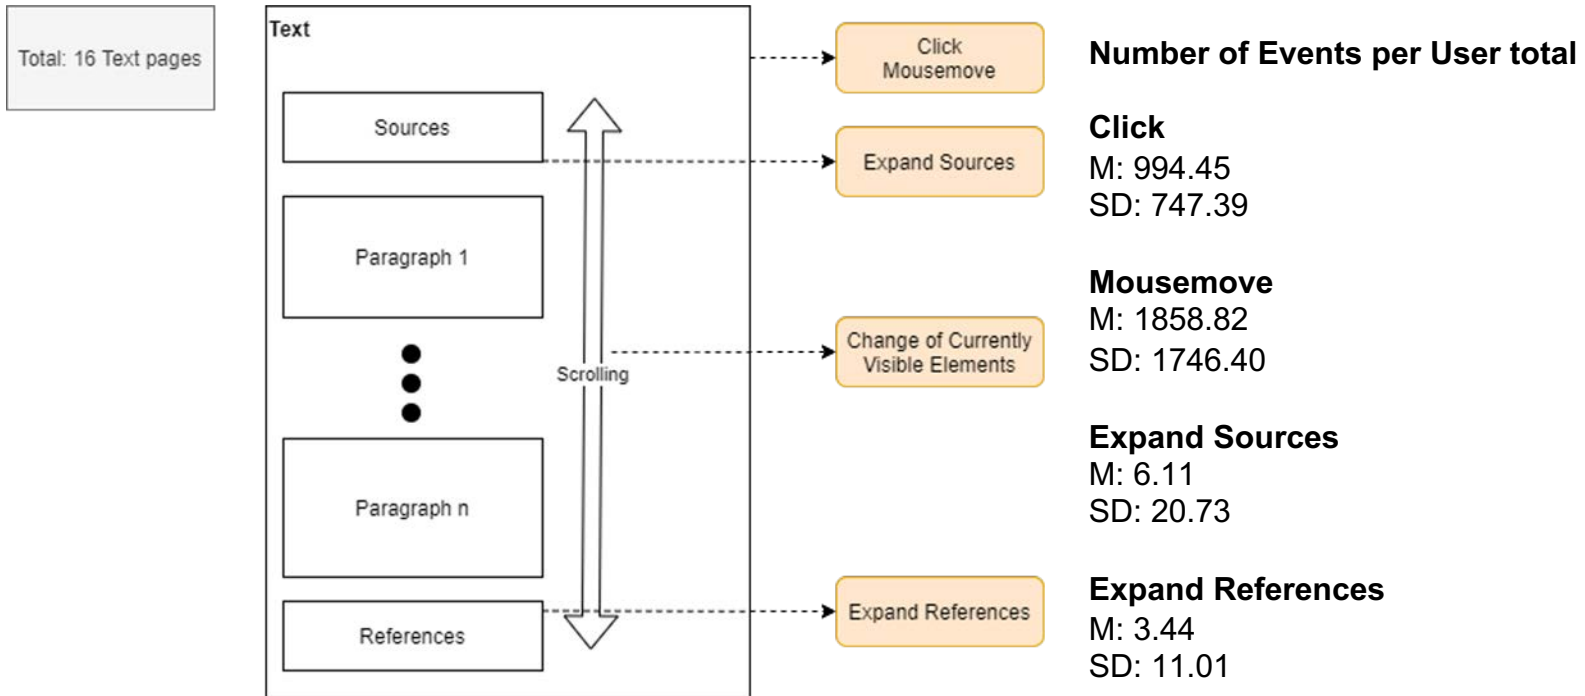 Total: 16 Text pages
Text
Sources
Paragraph 1
Scrolling
Paragraph n
References
Click
Mousemove
Expand Sources
Change of Currently
Visible Elements
Expand References
Number of Events per User total
Click
M: 994.45
SD: 747.39
Mousemove
M: 1858.82
SD: 1746.40
Expand Sources
M: 6.11
SD: 20.73
Expand References
M: 3.44
SD: 11.01